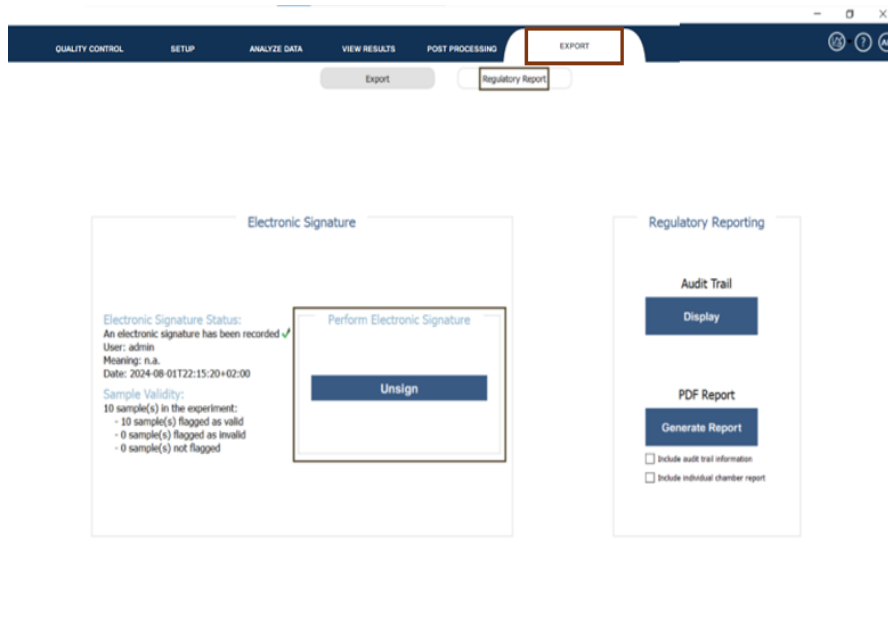 QUALITY CONTROL SETUP ANALYZE DATA VIEW RESULTS POST PROCESSING EXPORT ?
Export Regulatory Report
Electronic Signature
Electronic Signature Status:
An electronic signature has been recorded
User: admin
Meaning: n.a.
Date: 2024-08-01T22:15:20+02:00
Sample Validity:
10 sample(s) in the experiment:
- 10 sample(s) flagged as valid
- 0 sample(s) flagged as invalid
- 0 sample(s) not flagged
Perform Electronic Signature
Unsign
Regulatory Reporting
Audit Trail
Display
PDF Report
Generate Report
Include audit trail information
Include individual chamber report